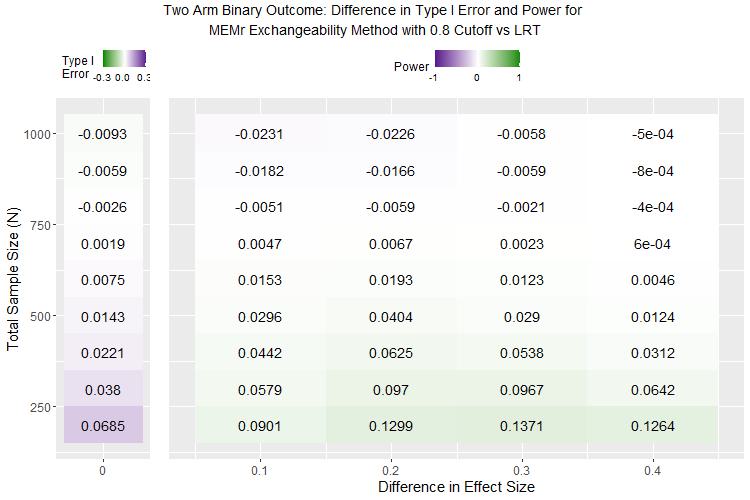 Two Arm Binary Outcome: Difference in Type I Error and Power for
MEMr Exchangeability Method with 0.8 Cutoff vs LRT
Type I
Error
-0.3 0.0 0.3
Power
-1 0 1
Total Sample Size (N)
1000 -0.0093 -0.0231 -0.0226 -0.0058 -5e-04
-0.0059 -0.0182 -0.0166 -0.0059 -8e-04
-0.0026 -0.0051 -0.0059 -0.0021 -4e-04
750
0.0019 0.0047 0.0067 0.0023 6e-04
0.0075 0.0153 0.0193 0.0123 0.0046
500 0.0143 0.0296 0.0404 0.029 0.0124
0.0221 0.0442 0.0625 0.0538 0.0312
0.038 0.0579 0.097 0.0967 0.0642
250
0.0685 0.0901 0.1299 0.1371 0.1264
0 0.1 0.2 0.3 0.4
Difference in Effect Size